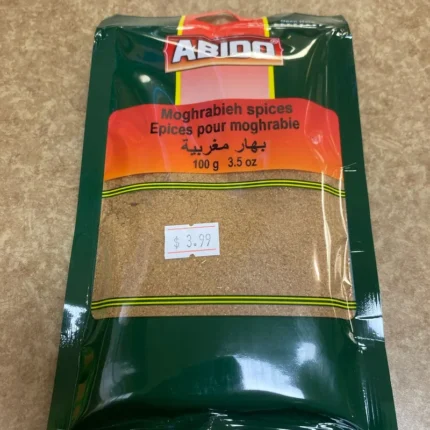 ABIDO
Moghrabieh spices
Epices pour moghrabie
بهار مغربية
100 g 3.5 oz
$ 3.99